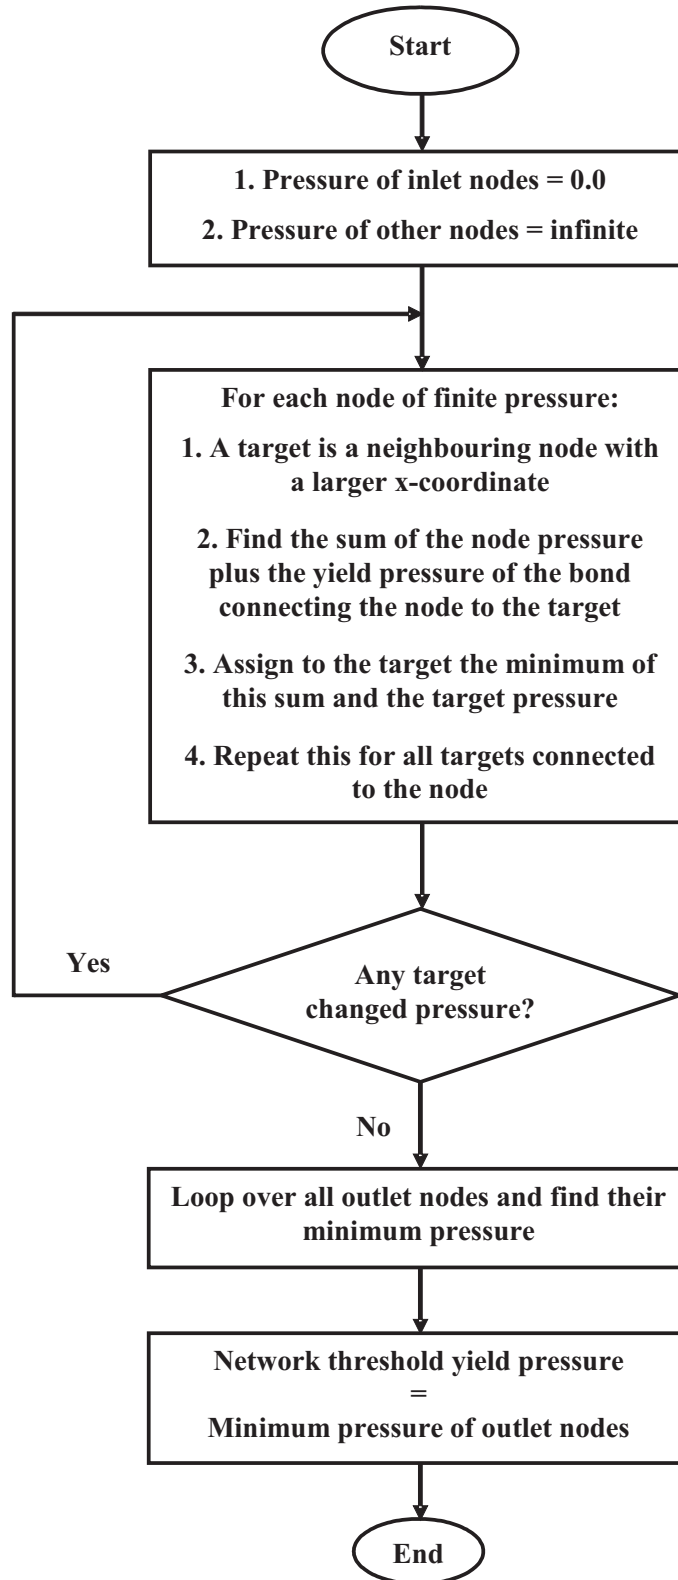 Start
1. Pressure of inlet nodes = 0.0
2. Pressure of other nodes = infinite
For each node of finite pressure:
1. A target is a neighbouring node with
a larger x-coordinate
2. Find the sum of the node pressure
plus the yield pressure of the bond
connecting the node to the target
3. Assign to the target the minimum of
this sum and the target pressure
4. Repeat this for all targets connected
to the node
Yes
Any target
changed pressure?
No
Loop over all outlet nodes and find their
minimum pressure
Network threshold yield pressure
=
Minimum pressure of outlet nodes
End